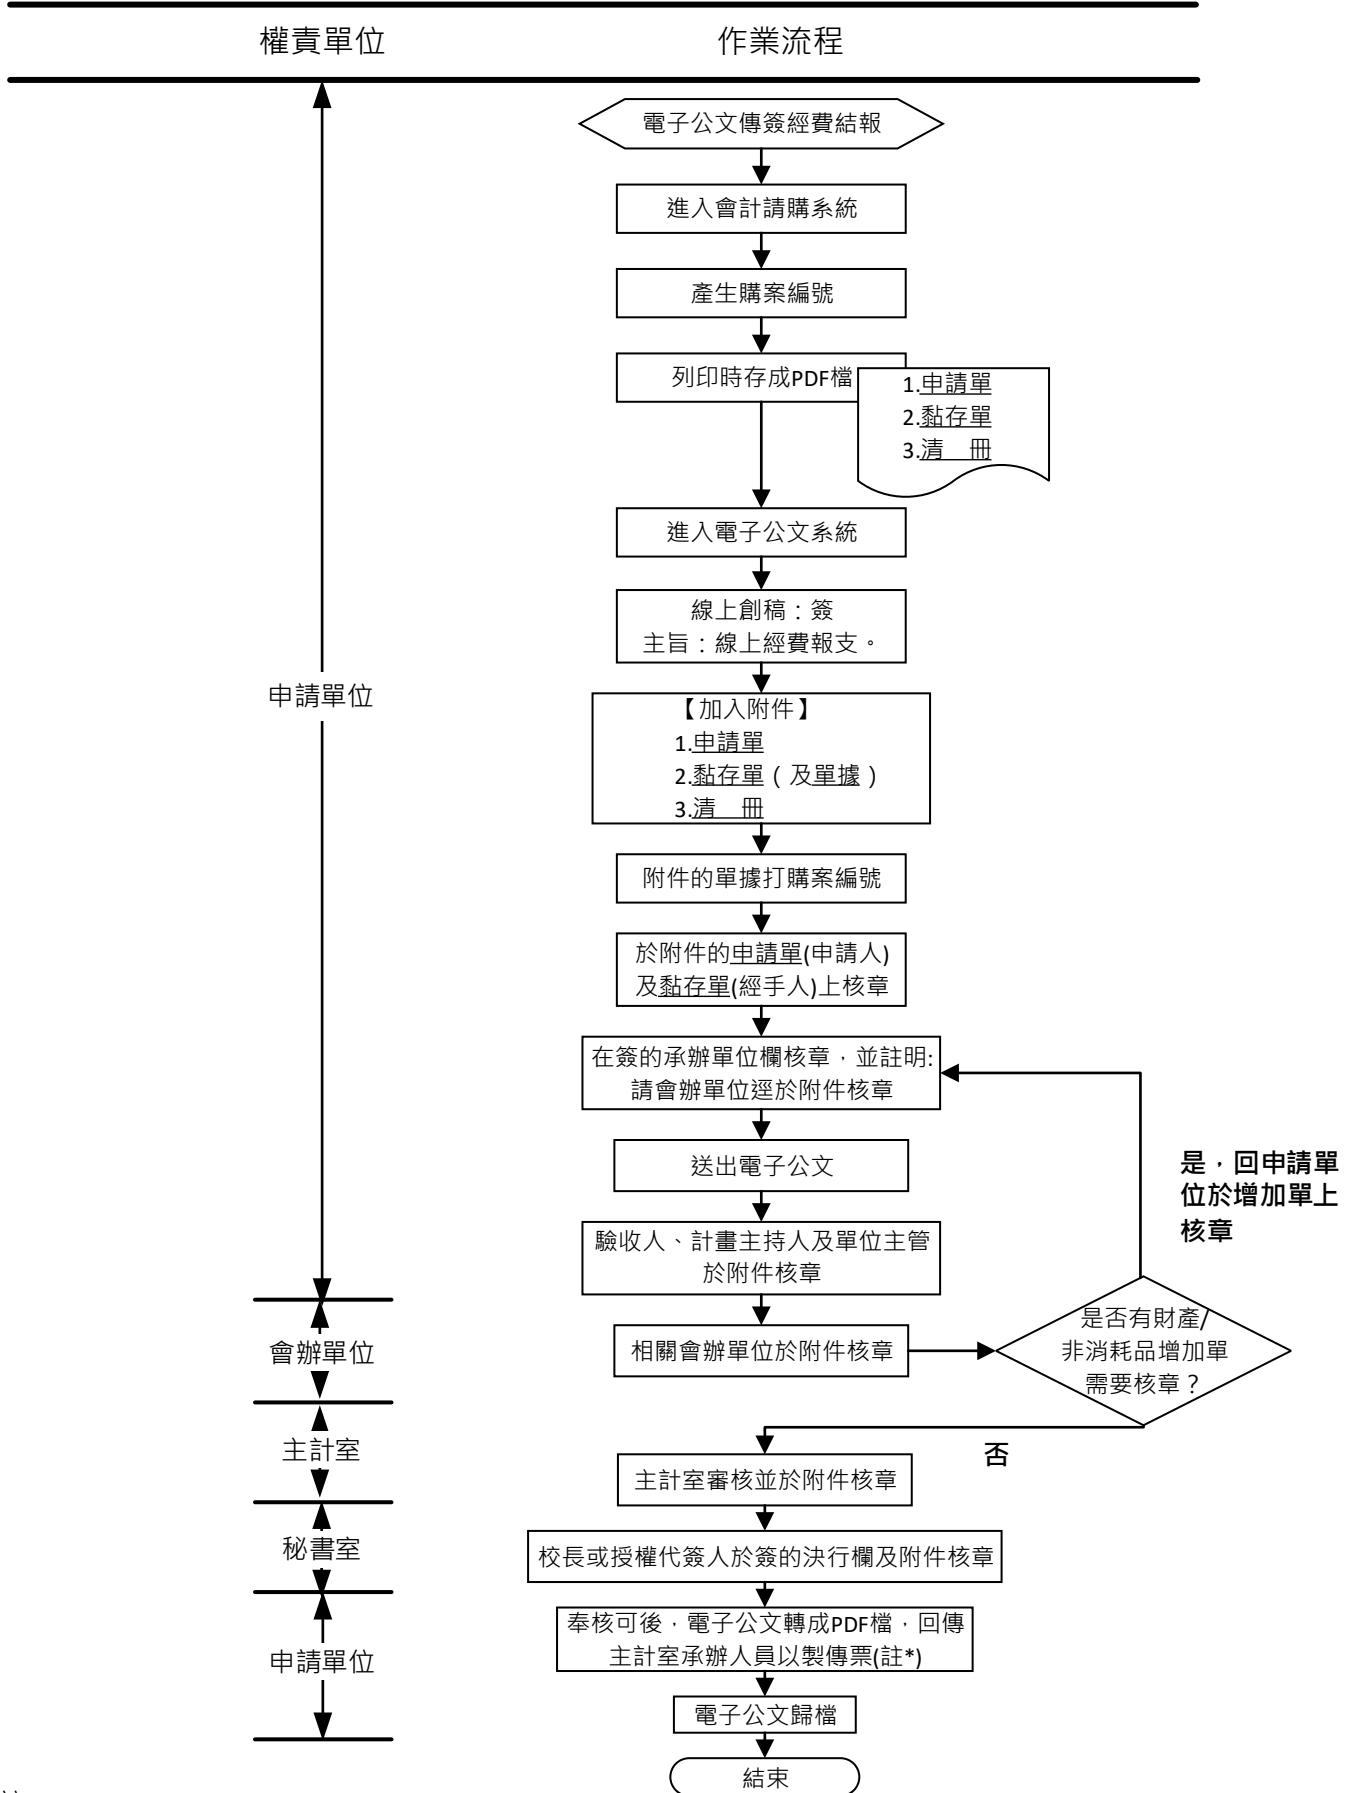 權責單位
作業流程
電子公文傳簽經費結報
進入會計請購系統
產生購案編號
列印時存成PDF檔
1.申請單
2.黏存單
3.清　冊
進入電子公文系統
線上創稿：簽
主旨：線上經費報支。
【加入附件】
1.申請單
2.黏存單（及單據）
3.清　冊
附件的單據打購案編號
於附件的申請單(申請人)
及黏存單(經手人)上核章
在簽的承辦單位欄核章，並註明:
請會辦單位逕於附件核章
送出電子公文
驗收人、計畫主持人及單位主管
於附件核章
相關會辦單位於附件核章
是否有財產/
非消耗品增加單
需要核章？
是，回申請單
位於增加單上
核章
否
主計室審核並於附件核章
校長或授權代簽人於簽的決行欄及附件核章
奉核可後，電子公文轉成PDF檔，回傳
主計室承辦人員以製傳票(註*)
電子公文歸檔
結束
申請單位
會辦單位
主計室
秘書室
申請單位